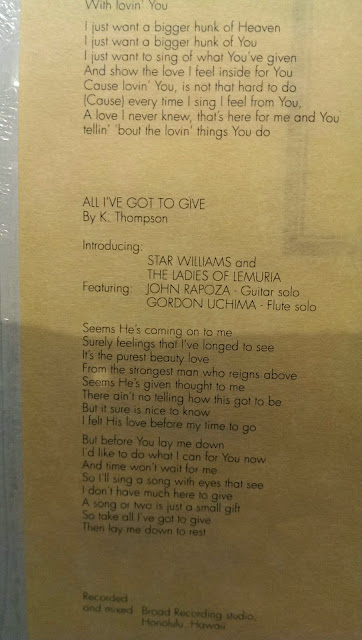 With lovin' You
I just want a bigger hunk of Heaven
I just want a bigger hunk of You
I just want to sing of what You've given
And show the love I feel inside for You
Cause lovin' You, is not that hard to do
(Cause) every time I sing I feel from You,
A love I never knew, that's here for me and You
tellin' 'bout the lovin' things You do
ALL I'VE GOT TO GIVE
By K. Thompson
Introducing:
STAR WILLIAMS and
THE LADIES OF LEMURIA
Featuring: JOHN RAPOZA - Guitar solo
GORDON UCHIMA - Flute solo
Seems He's coming on to me
Surely feelings that I've longed to see
It's the purest beauty love
From the strongest man who reigns above
Seems He's given thought to me
There ain't no telling how this got to be
But it sure is nice to know
I felt His love before my time to go
But before You lay me down
I'd like to do what I can for You now
And time won't wait for me
So I'll sing a song with eyes that see
I don't have much here to give
A song or two is just a small gift
So take all I've got to give
Then lay me down to rest
Recorded
and mixed: Broad Recording studio,
Honolulu, Hawaii